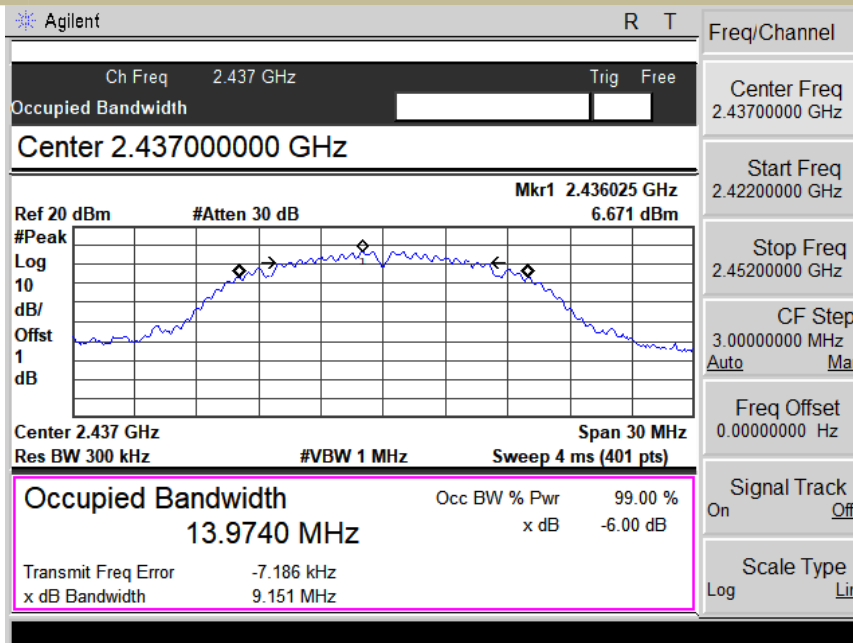 Agilent R T
Ch Freq 2.437 GHz Trig Free
Occupied Bandwidth
Center 2.437000000 GHz
Mkr1 2.436025 GHz
Ref 20 dBm #Atten 30 dB 6.671 dBm
#Peak
Log
10
dB/
Offst
1
dB
1
Center 2.437 GHz Span 30 MHz
Res BW 300 kHz #VBW 1 MHz Sweep 4 ms (401 pts)
Occupied Bandwidth Occ BW % Pwr 99.00 %
13.9740 MHz x dB -6.00 dB
Transmit Freq Error -7.186 kHz
x dB Bandwidth 9.151 MHz
Freq/Channel
Center Freq
2.43700000 GHz
Start Freq
2.42200000 GHz
Stop Freq
2.45200000 GHz
CF Step
3.00000000 MHz
Auto Ma
Freq Offset
0.00000000 Hz
Signal Track
On Off
Scale Type
Log Lin